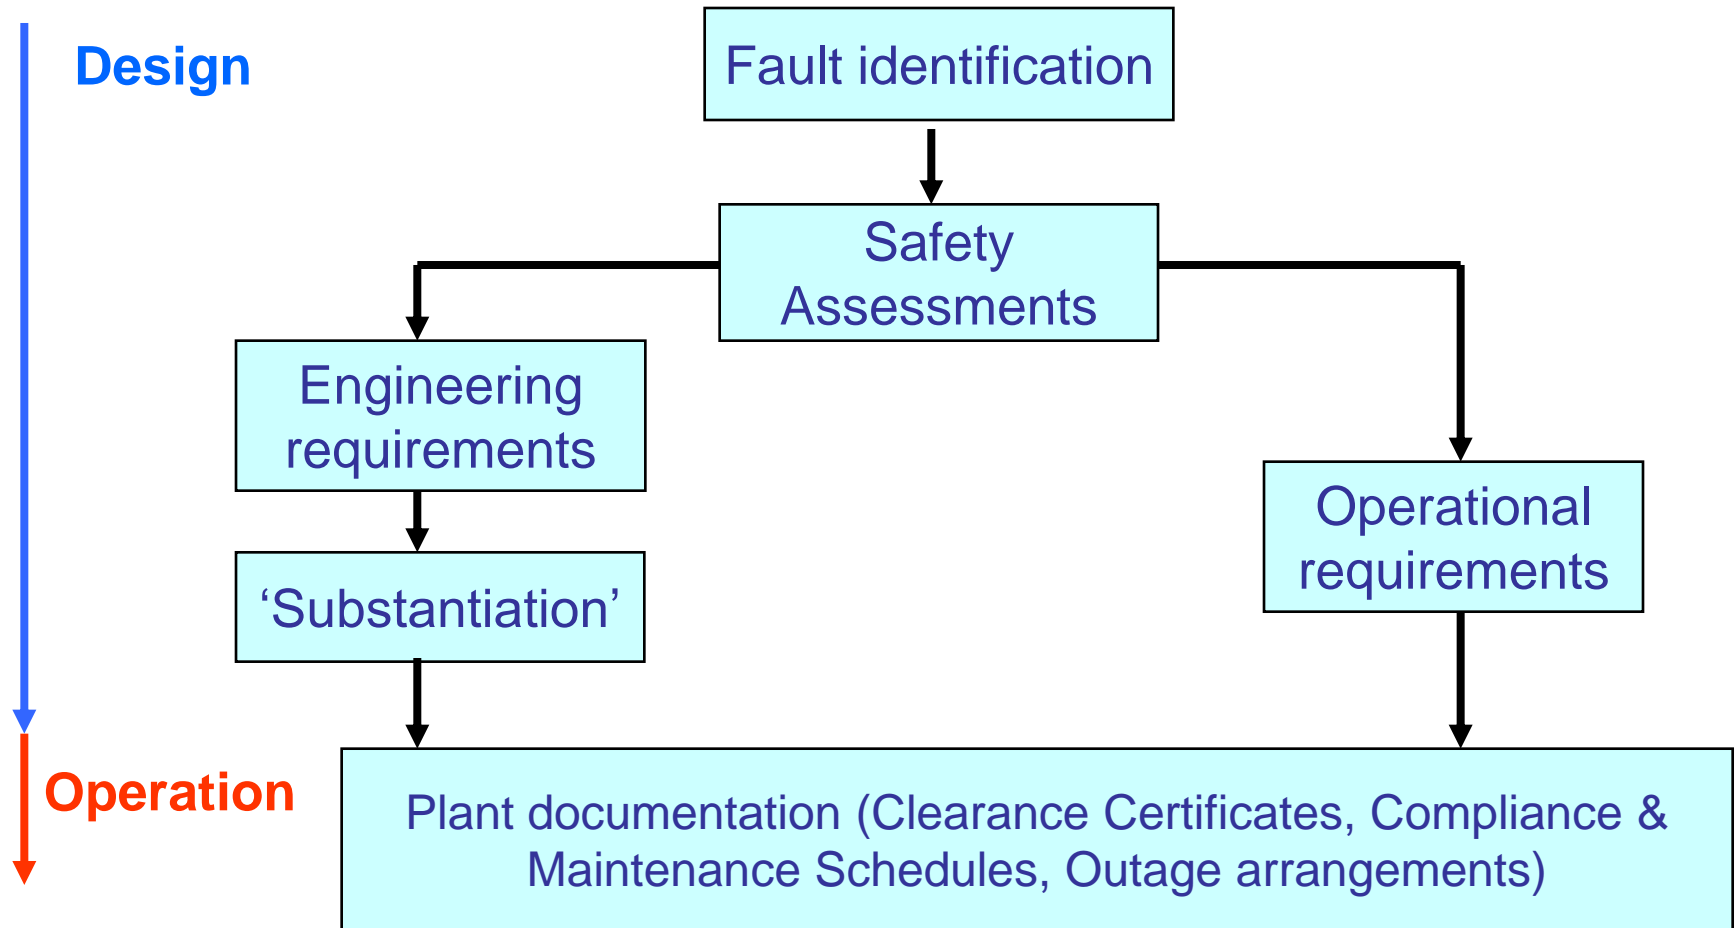 Design
Fault identification
Safety
Assessments
Engineering
requirements
Operational
requirements
‘Substantiation’
Operation
Plant documentation (Clearance Certificates, Compliance &
Maintenance Schedules, Outage arrangements)